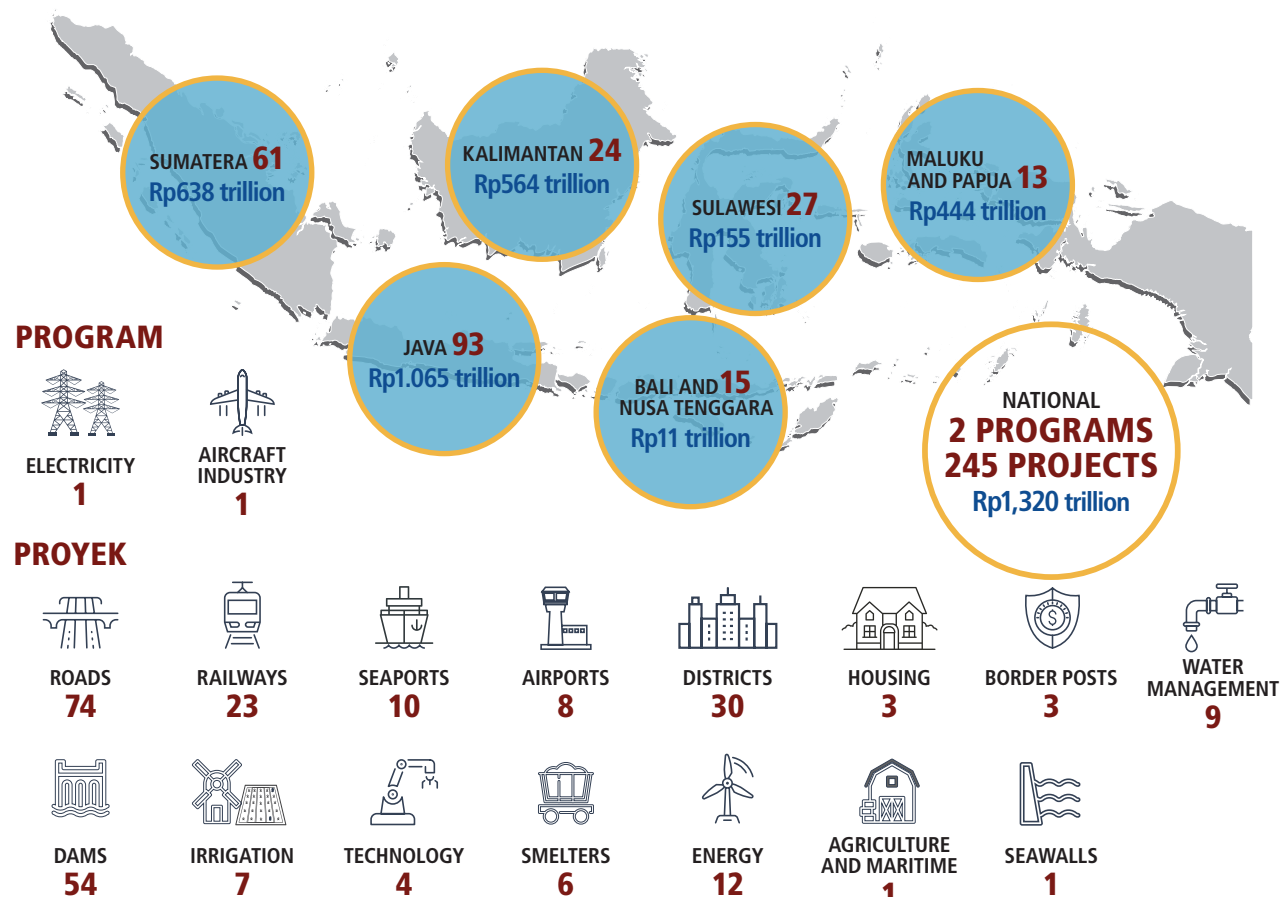 SUMATERA 61
Rp638 trillion
KALIMANTAN 24
Rp564 trillion
SULAWESI 27
Rp155 trillion
MALUKU
AND PAPUA 13
Rp444 trillion
JAVA 93
Rp1.065 trillion
BALI AND 15
NUSA TENGGARA
Rp11 trillion
NATIONAL
2 PROGRAMS
245 PROJECTS
Rp1,320 trillion
PROGRAM
ELECTRICITY
1
AIRCRAFT
INDUSTRY
1
PROYEK
ROADS
74
RAILWAYS
23
SEAPORTS
10
AIRPORTS
8
DISTRICTS
30
HOUSING
3
BORDER POSTS
3
WATER
MANAGEMENT
9
DAMS
54
IRRIGATION
7
TECHNOLOGY
4
SMELTERS
6
ENERGY
12
AGRICULTURE
AND MARITIME
1
SEAWALLS
1